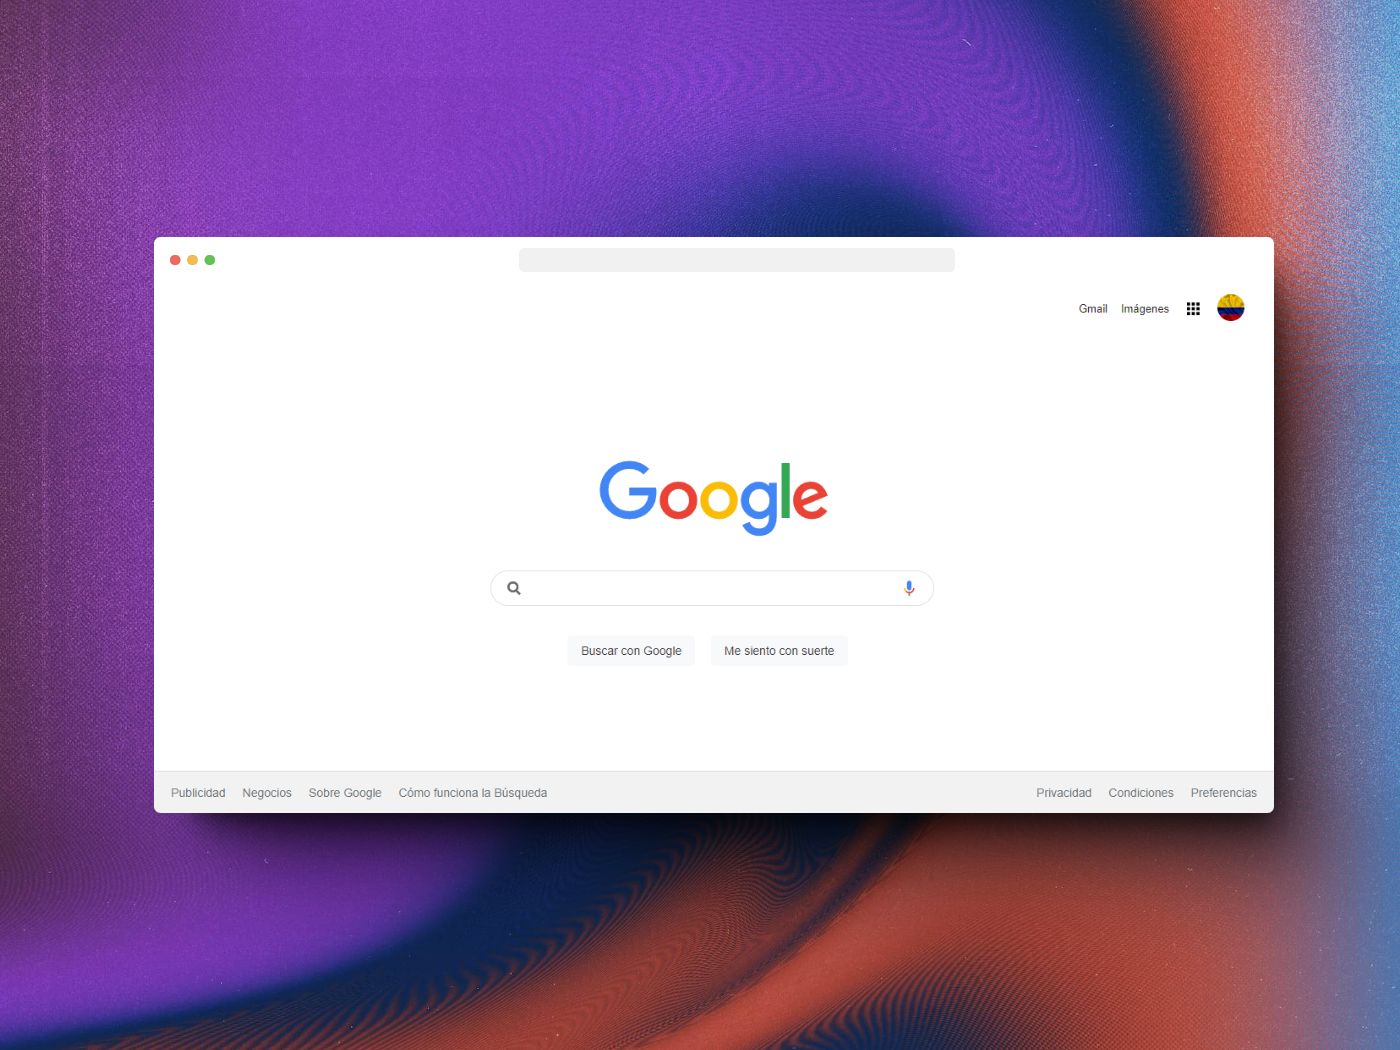 Gmail Imágenes
Google
Buscar con Google Me siento con suerte
Publicidad Negocios Sobre Google Cómo funciona la Búsqueda Privacidad Condiciones Preferencias